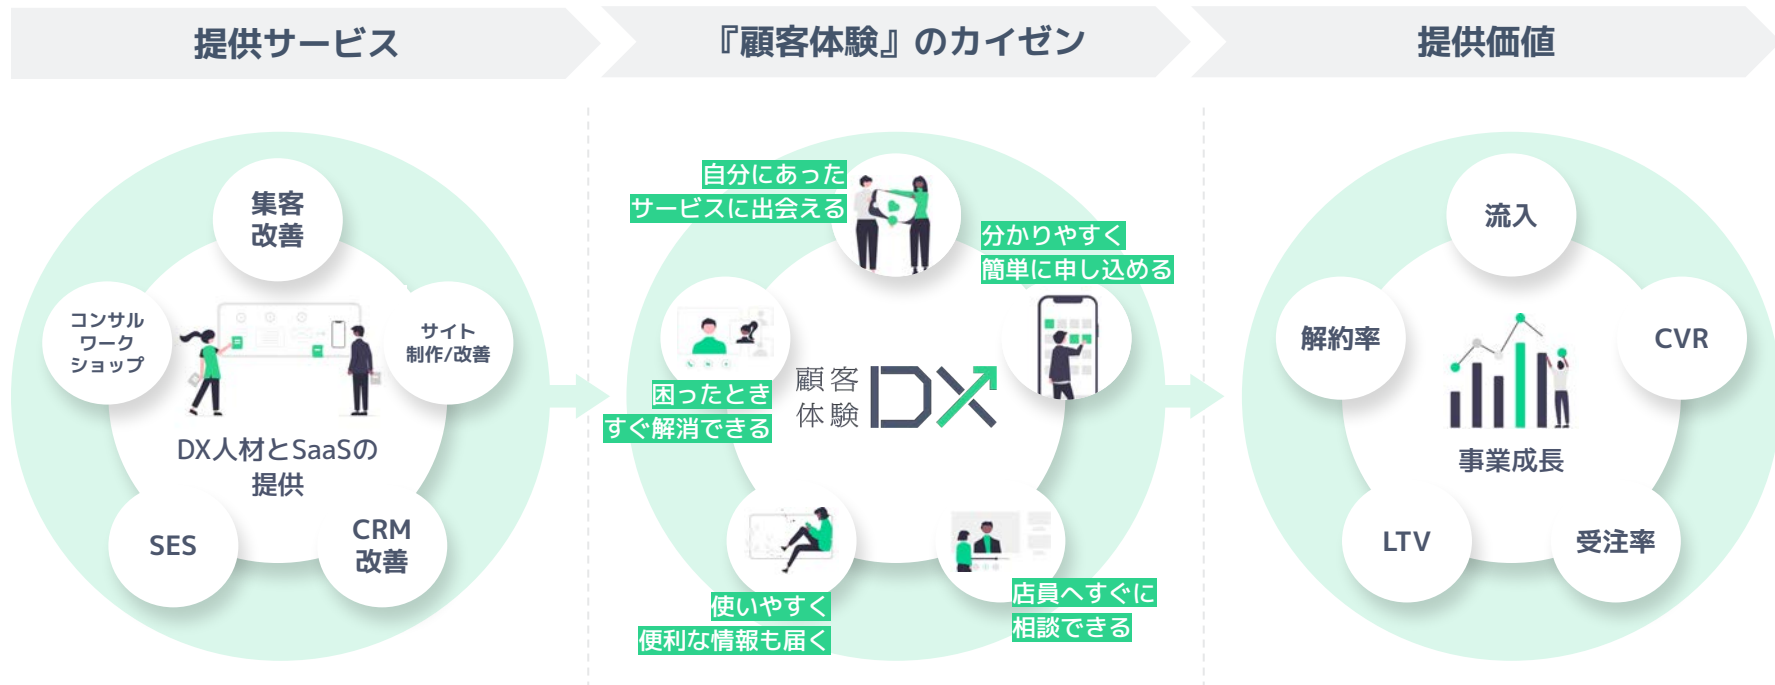 提供サービス
『顧客体験』のカイゼン
提供価値
集客
改善
コンサル
ワーク
ショップ
サイト
制作/改善
DX人材とSaaSの
提供
SES
CRM
改善
自分にあった
サービスに出会える
分かりやすく
簡単に申し込める
困ったとき
すぐ解消できる
顧客
体験
DX
使いやすく
便利な情報も届く
店員へすぐに
相談できる
流入
解約率
CVR
事業成長
LTV
受注率